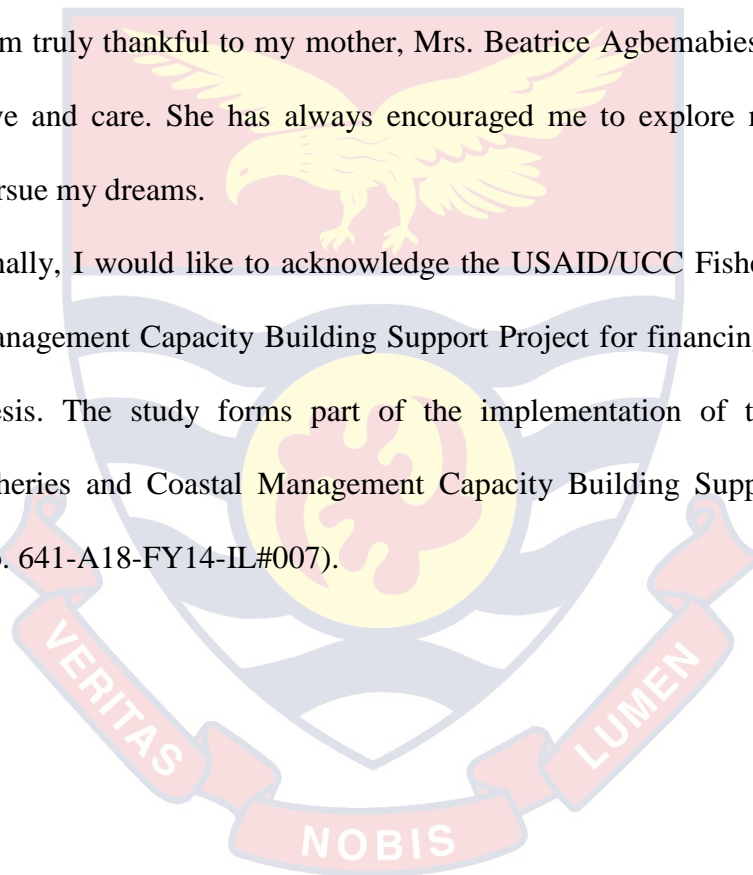 m truly thankful to my mother, Mrs. Beatrice Agbemabies
ve and care. She has always encouraged me to explore
rsue my dreams.
nally, I would like to acknowledge the USAID/UCC Fishe
anagement Capacity Building Support Project for financing
esis. The study forms part of the implementation of t
heries and Coastal Management Capacity Building Supp
o. 641-A18-FY14-IL#007).
VERITAS
NOBIS
LUMEN